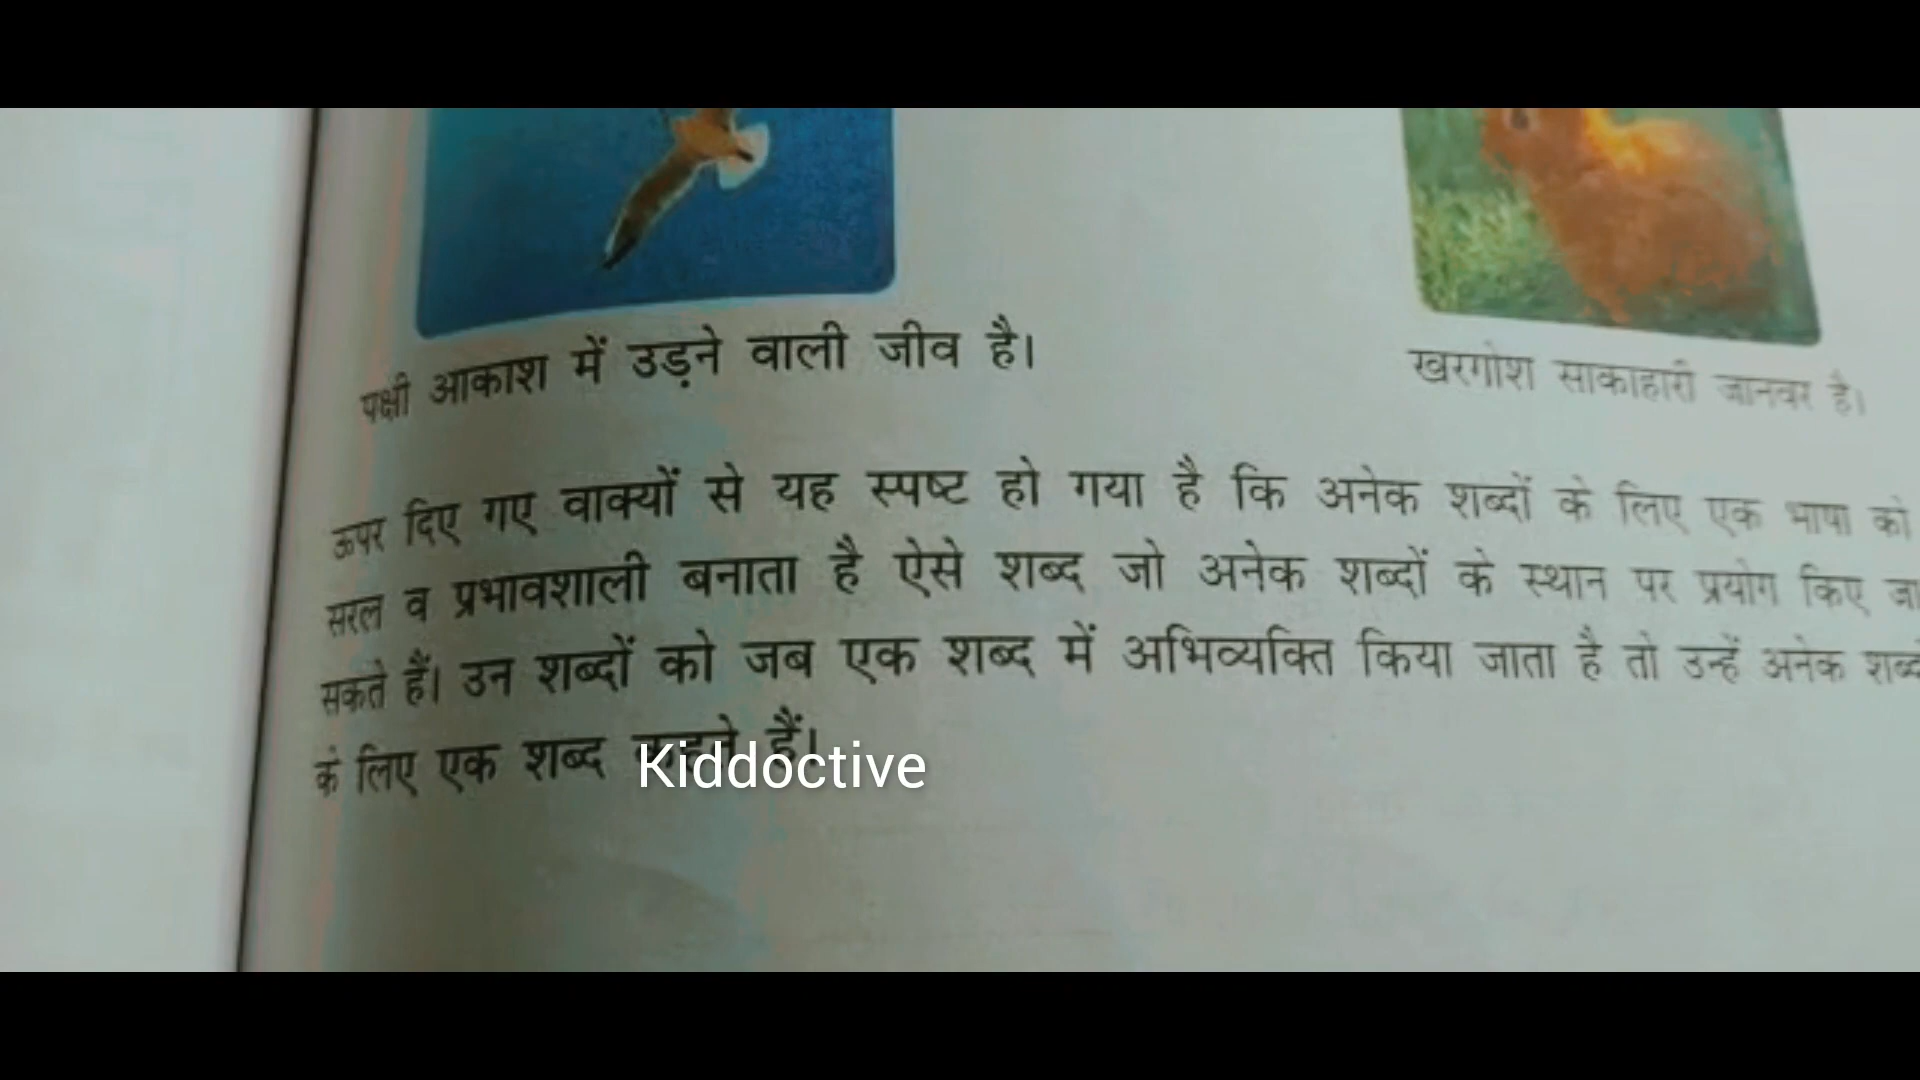 पक्षी आकाश में उड़ने वाली जीव है।
खरगोश साकाहारी जानवर है।
ऊपर दिए गए वाक्यों से यह स्पष्ट हो गया है कि अनेक शब्दों के लिए एक भाषा को
सरल व प्रभावशाली बनाता है ऐसे शब्द जो अनेक शब्दों के स्थान पर प्रयोग किए जा
सकते हैं। उन शब्दों को जब एक शब्द में अभिव्यक्ति किया जाता है तो उन्हें अनेक
के लिए एक शब्द कहते हैं।
Kiddoctive